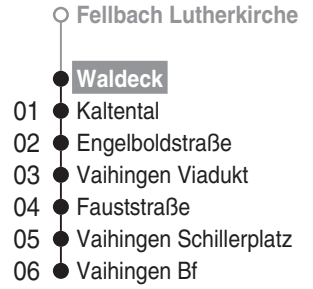 Fellbach Lutherkirche
Waldeck
01 Kaltental
02 Engelboldstraße
03 Vaihingen Viadukt
04 Fauststraße
05 Vaihingen Schillerplatz
06 Vaihingen Bf